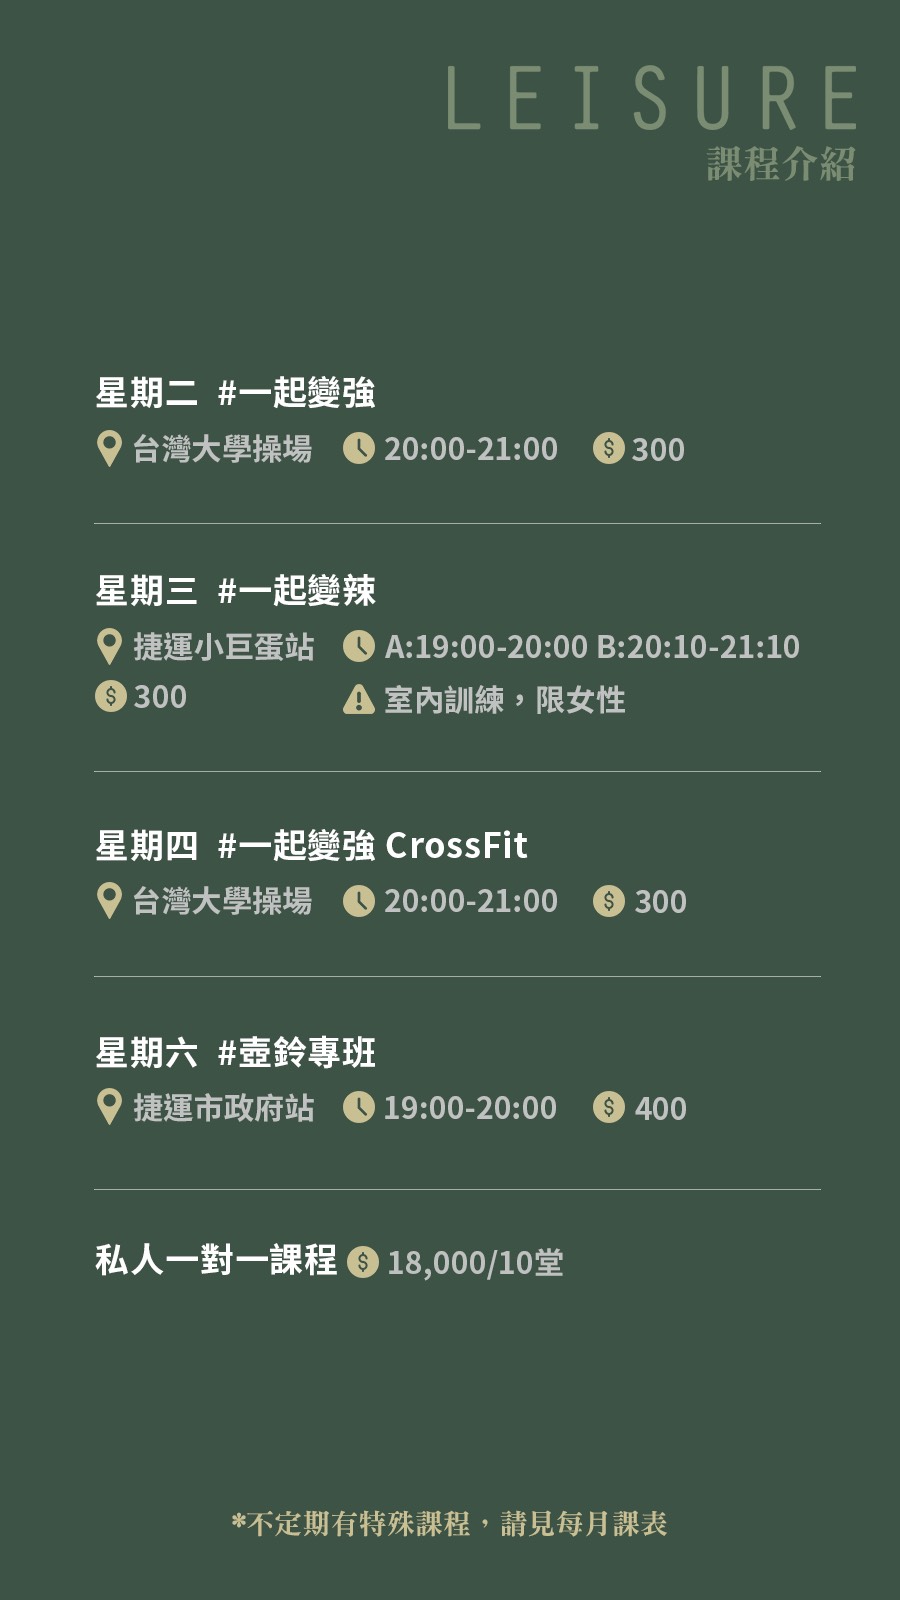 LEISURE
課程介紹
星期二 #一起變強
台灣大學操場 20:00-21:00 $ 300
星期三 #一起變辣
捷運小巨蛋站 A:19:00-20:00 B:20:10-21:10
$ 300 室內訓練，限女性
星期四 #一起變強 CrossFit
台灣大學操場 20:00-21:00 $ 300
星期六 #壺鈴專班
捷運市政府站 19:00-20:00 $ 400
私人一對一課程 $ 18,000/10堂
*不定期有特殊課程，請見每月課表